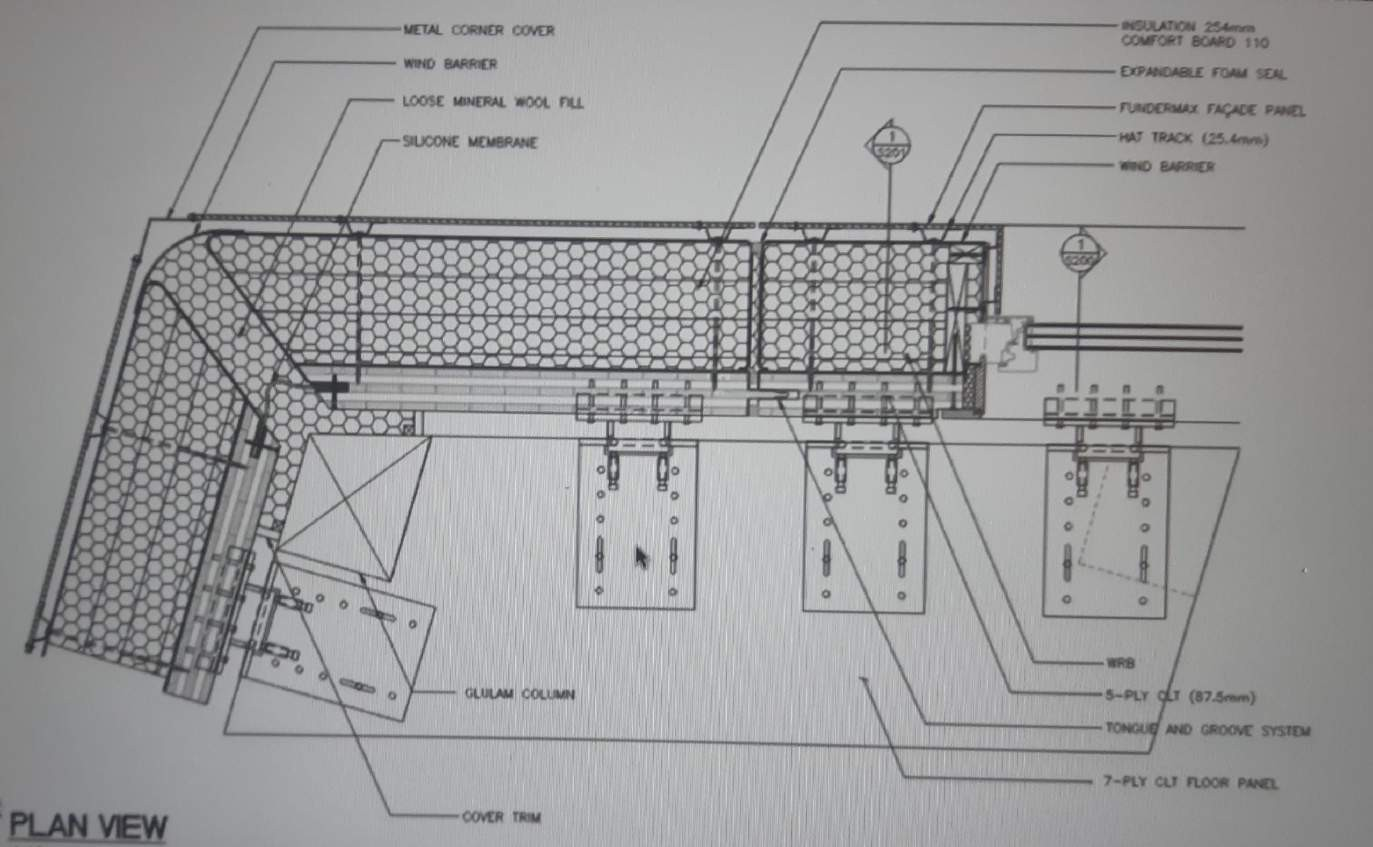 METAL CORNER COVER
WIND BARRIER
LOOSE MINERAL WOOL FILL
SILICONE MEMBRANE
INSULATION 254mm
COMFORT BOARD 110
EXPANDABLE FOAM SEAL
FUNDERMAX FAÇADE PANEL
HAT TRACK (25.4mm)
WIND BARRIER
1
S201
1
S200
WRB
5-PLY CLT (87.5mm)
TONGUE AND GROOVE SYSTEM
7-PLY CLT FLOOR PANEL
GLULAM COLUMN
COVER TRIM
PLAN VIEW